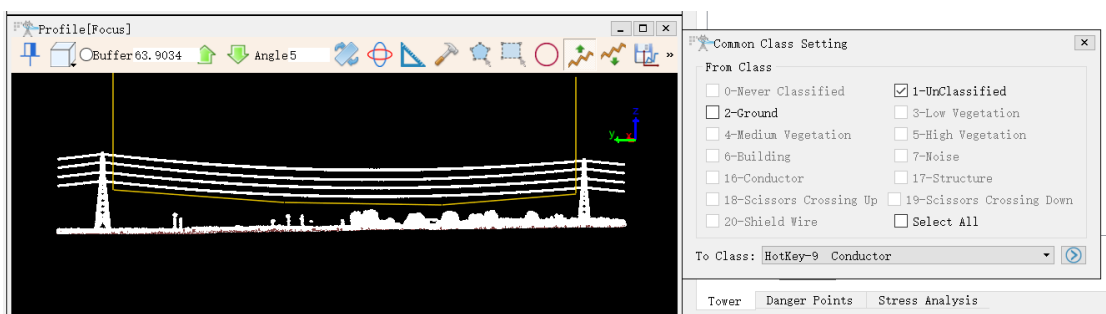 Profile[Focus]
Buffer 63.9034 Angle 5 »
z
y x
Common Class Setting
From Class
0-Never Classified 1-UnClassified
2-Ground 3-Low Vegetation
4-Medium Vegetation 5-High Vegetation
6-Building 7-Noise
16-Conductor 17-Structure
18-Scissors Crossing Up 19-Scissors Crossing Down
20-Shield Wire Select All
To Class: HotKey-9 Conductor
Tower Danger Points Stress Analysis